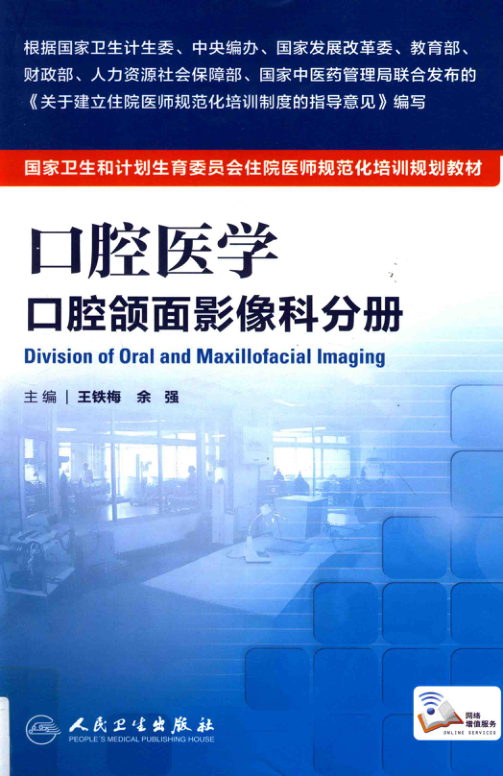 根据国家卫生计生委、中央编办、国家发展改革委、教育部、
财政部、人力资源社会保障部、国家中医药管理局联合发布的
《关于建立住院医师规范化培训制度的指导意见》编写
国家卫生和计划生育委员会住院医师规范化培训规划教材
口腔医学
口腔颌面影像科分册
Division of Oral and Maxillofacial Imaging
主编 | 王铁梅 余 强
人民卫生出版社
PEOPLE'S MEDICAL PUBLISHING HOUSE
网络
增值服务
ONLINE SERVICES